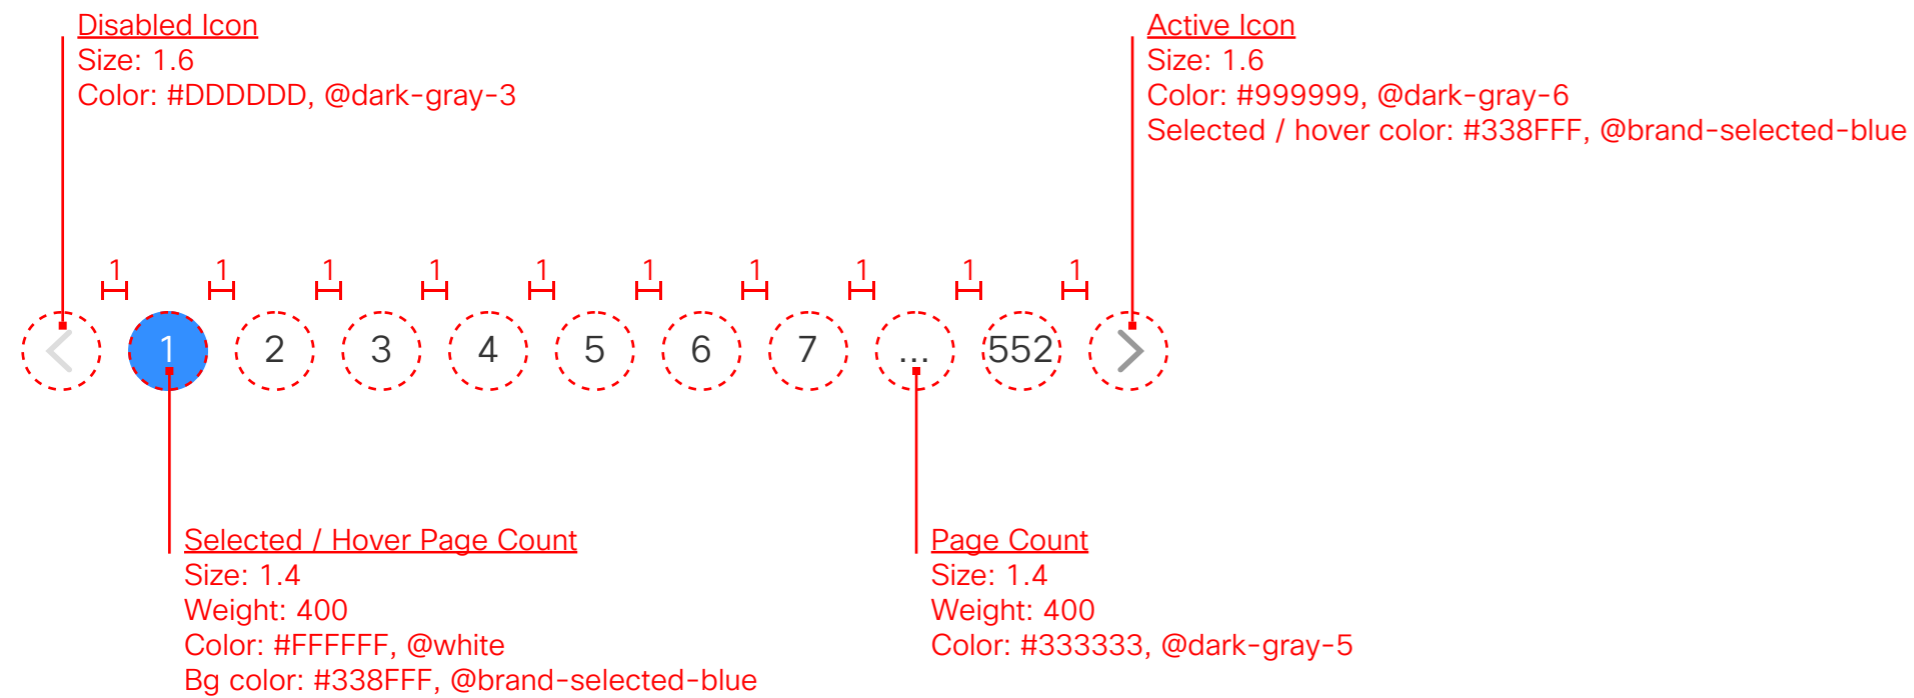 Disabled Icon
Size: 1.6
Color: #DDDDDD, @dark-gray-3
Active Icon
Size: 1.6
Color: #999999, @dark-gray-6
Selected / hover color: #338FFF, @brand-selected-blue
1 1 1 1 1 1 1 1 1 1
1 2 3 4 5 6 7 ... 552
Selected / Hover Page Count
Size: 1.4
Weight: 400
Color: #FFFFFF, @white
Bg color: #338FFF, @brand-selected-blue
Page Count
Size: 1.4
Weight: 400
Color: #333333, @dark-gray-5